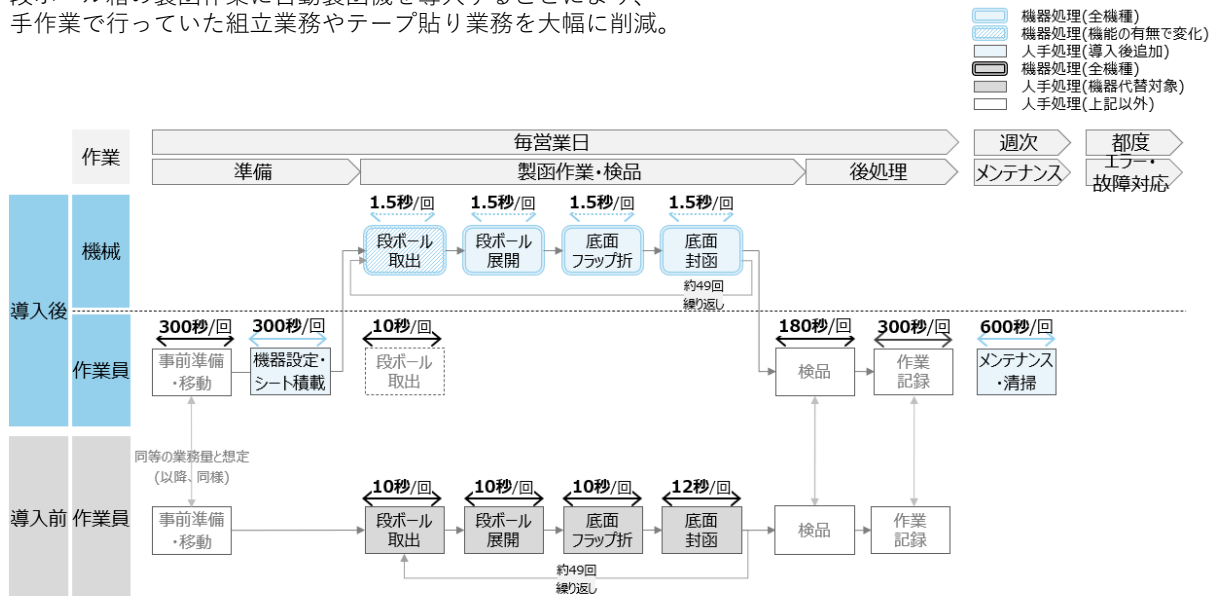 手作業で行っていた組立業務やテープ貼り業務を大幅に削減。
機器処理(全機種)
機器処理(機能の有無で変化)
人手処理(導入後追加)
機器処理(全機種)
人手処理(機器代替対象)
人手処理(上記以外)
作業
毎営業日
週次
都度
準備
製函作業・検品
後処理
メンテナンス
エラー・
故障対応
導入後
機械
1.5秒/回
1.5秒/回
1.5秒/回
1.5秒/回
段ボール
取出
段ボール
展開
底面
フラップ折
底面
封函
約49回
繰り返し
作業員
300秒/回
300秒/回
10秒/回
180秒/回
300秒/回
600秒/回
事前準備
・移動
機器設定・
シート積載
段ボール
取出
検品
作業
記録
メンテナンス
・清掃
同等の業務量と想定
(以降、同様)
導入前
作業員
10秒/回
10秒/回
10秒/回
12秒/回
事前準備
・移動
段ボール
取出
段ボール
展開
底面
フラップ折
底面
封函
検品
作業
記録
約49回
繰り返し